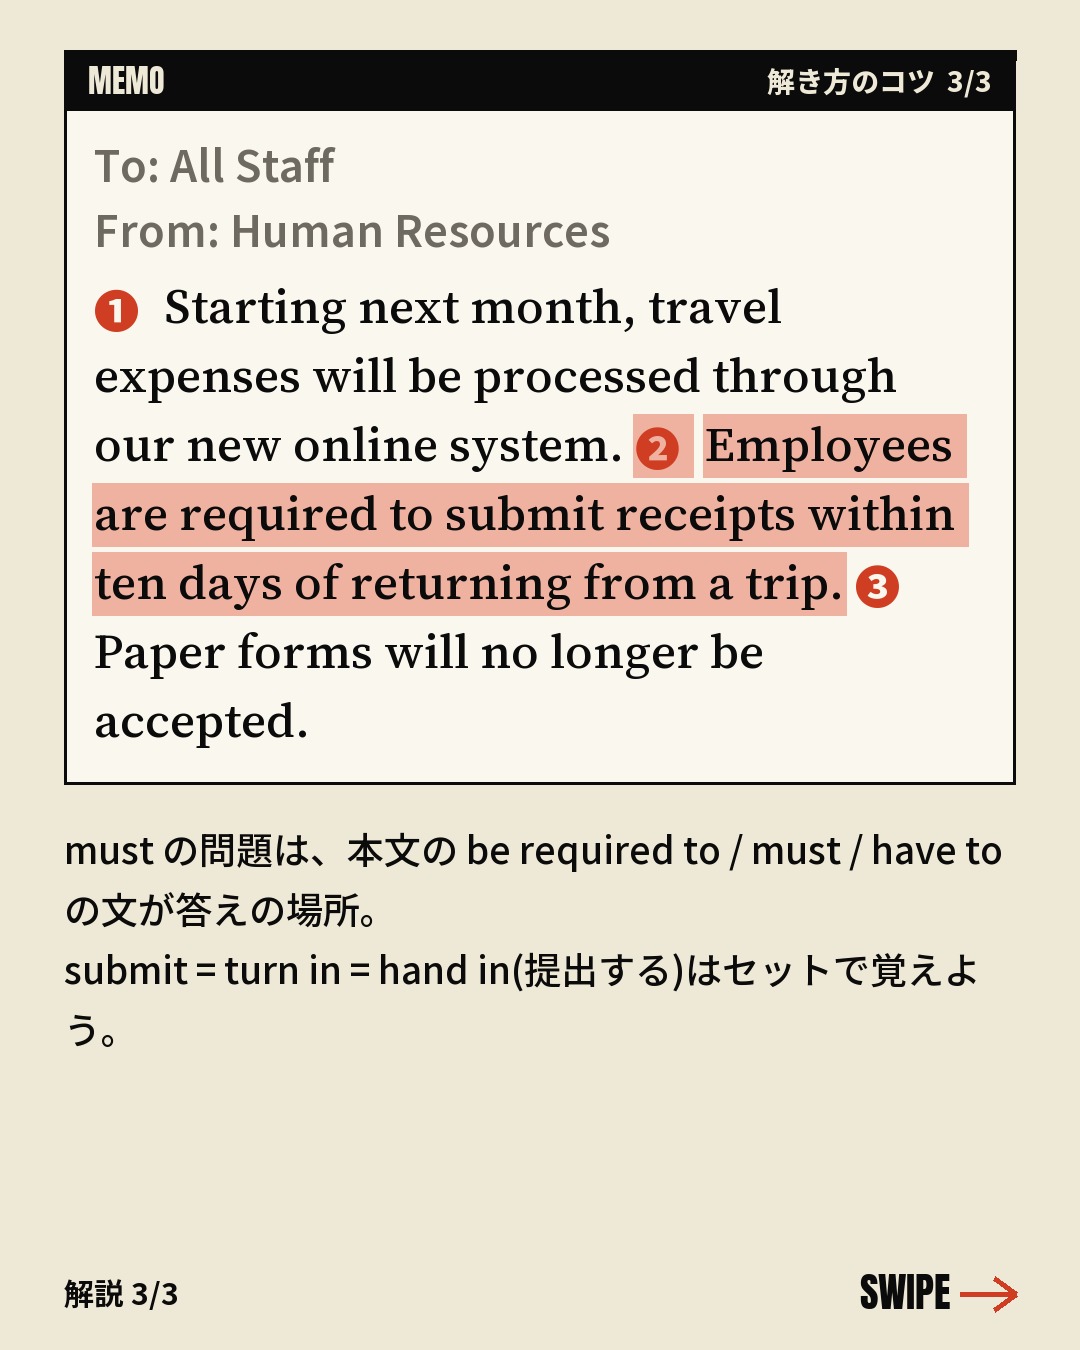 MEMO
解き方のコツ 3/3
To: All Staff
From: Human Resources
❶ Starting next month, travel
expenses will be processed through
our new online system. ❷ Employees
are required to submit receipts within
ten days of returning from a trip. ❸
Paper forms will no longer be
accepted.
must の問題は、本文の be required to / must / have to
の文が答えの場所。
submit = turn in = hand in(提出する)はセットで覚えよ
う。
解説 3/3
SWIPE